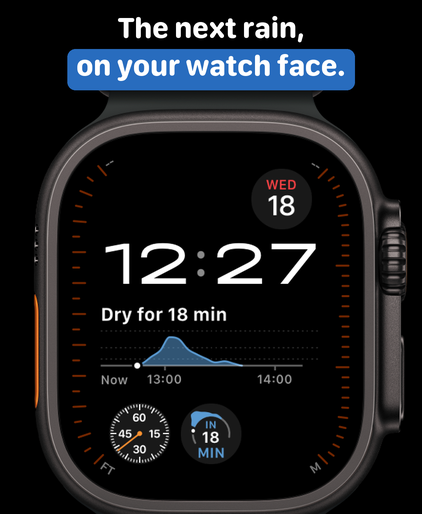 The next rain,
on your watch face.
WED
18
12:27
Dry for 18 min
Now 13:00 14:00
60
45 15
30
IN
18
MIN
FT M